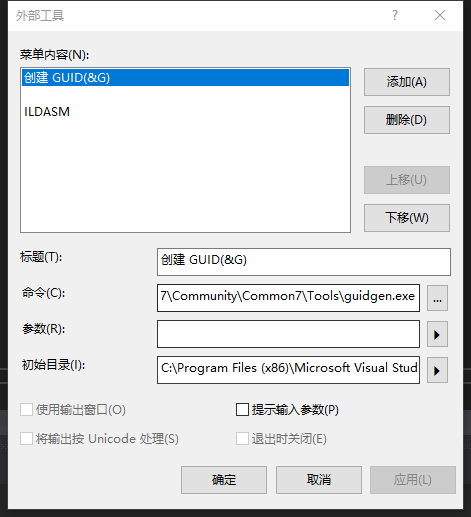 外部工具
菜单内容(N):
创建 GUID(&G)
ILDASM
添加(A)
删除(D)
上移(U)
下移(W)
标题(T):
创建 GUID(&G)
命令(C):
7\Community\Common7\Tools\guidgen.exe
...
参数(R):
初始目录(I):
C:\Program Files (x86)\Microsoft Visual Stud
使用输出窗口(O)
提示输入参数(P)
将输出按 Unicode 处理(S)
退出时关闭(E)
确定
取消
应用(L)